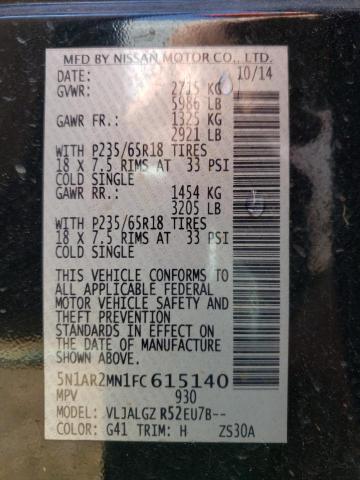 MFD BY NISSAN MOTOR CO., LTD.
DATE: 10/14
GVWR: 2715 KG
5986 LB
GAWR FR.: 1325 KG
2921 LB
WITH P235/65R18 TIRES
18 X 7.5 RIMS AT 33 PSI
COLD SINGLE
GAWR RR.: 1454 KG
3205 LB
WITH P235/65R18 TIRES
18 X 7.5 RIMS AT 33 PSI
COLD SINGLE
THIS VEHICLE CONFORMS TO
ALL APPLICABLE FEDERAL
MOTOR VEHICLE SAFETY AND
THEFT PREVENTION
STANDARDS IN EFFECT ON
THE DATE OF MANUFACTURE
SHOWN ABOVE.
5N1AR2MN1FC615140
MPV 930
MODEL: VLJALGZ R52EU7B--
COLOR: G41 TRIM: H ZS30A